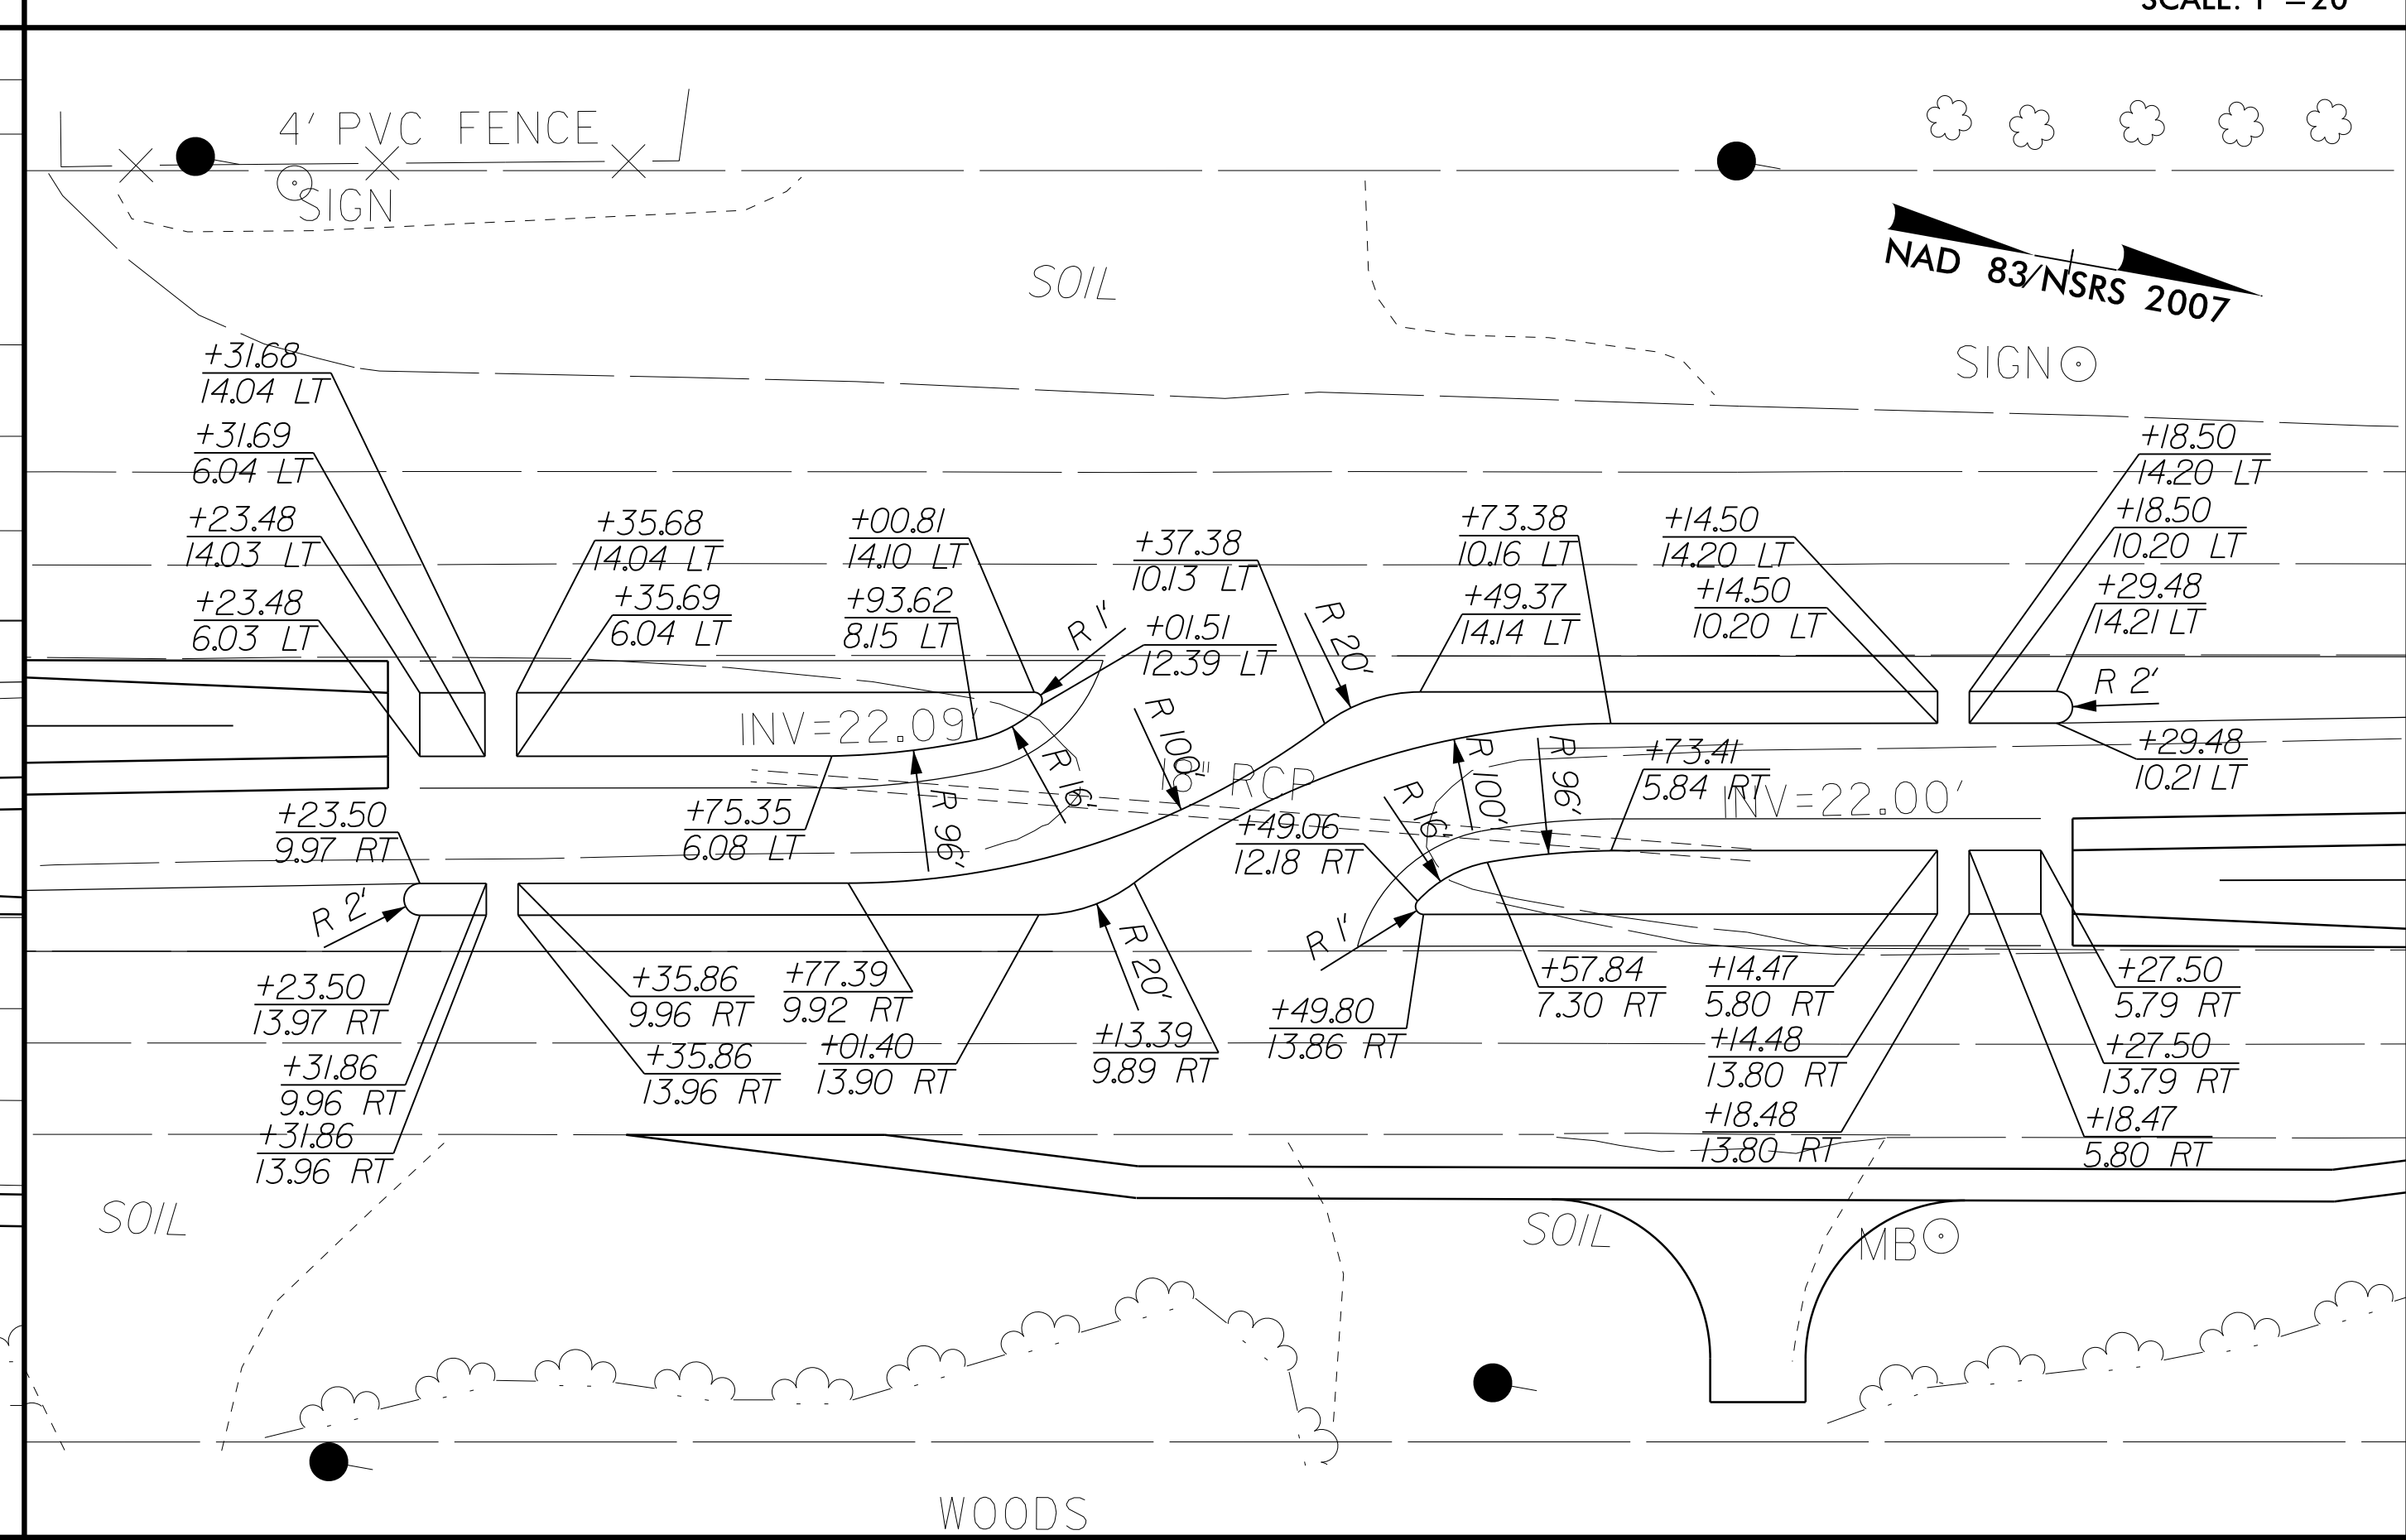 4' PVC FENCE
SIGN
SOIL
NAD 83/NSRS 2007
SIGN
+31.68
14.04 LT
+31.69
6.04 LT
+23.48
14.03 LT
+23.48
6.03 LT
+35.68
14.04 LT
+35.69
6.04 LT
+00.81
14.10 LT
+93.62
8.15 LT
R 1'
+37.38
10.13 LT
+01.51
12.39 LT
R 20'
+73.38
10.16 LT
+49.37
14.14 LT
+14.50
14.20 LT
+14.50
10.20 LT
+18.50
14.20 LT
+18.50
10.20 LT
+29.48
14.21 LT
R 2'
+29.48
10.21 LT
INV=22.09'
R 16'
R 100'
RCP
R 100'
R 96'
+73.41
5.84 RT
INV=22.00'
+75.35
6.08 LT
R 96'
+49.06
12.18 RT
R 16'
+23.50
9.97 RT
R 2'
R 1'
R 20'
+23.50
13.97 RT
+31.86
9.96 RT
+31.86
13.96 RT
+35.86
9.96 RT
+35.86
13.96 RT
+77.39
9.92 RT
+01.40
13.90 RT
+13.39
9.89 RT
+49.80
13.86 RT
+57.84
7.30 RT
+14.47
5.80 RT
+14.48
13.80 RT
+18.48
13.80 RT
+27.50
5.79 RT
+27.50
13.79 RT
+18.47
5.80 RT
SOIL
SOIL
MB
WOODS